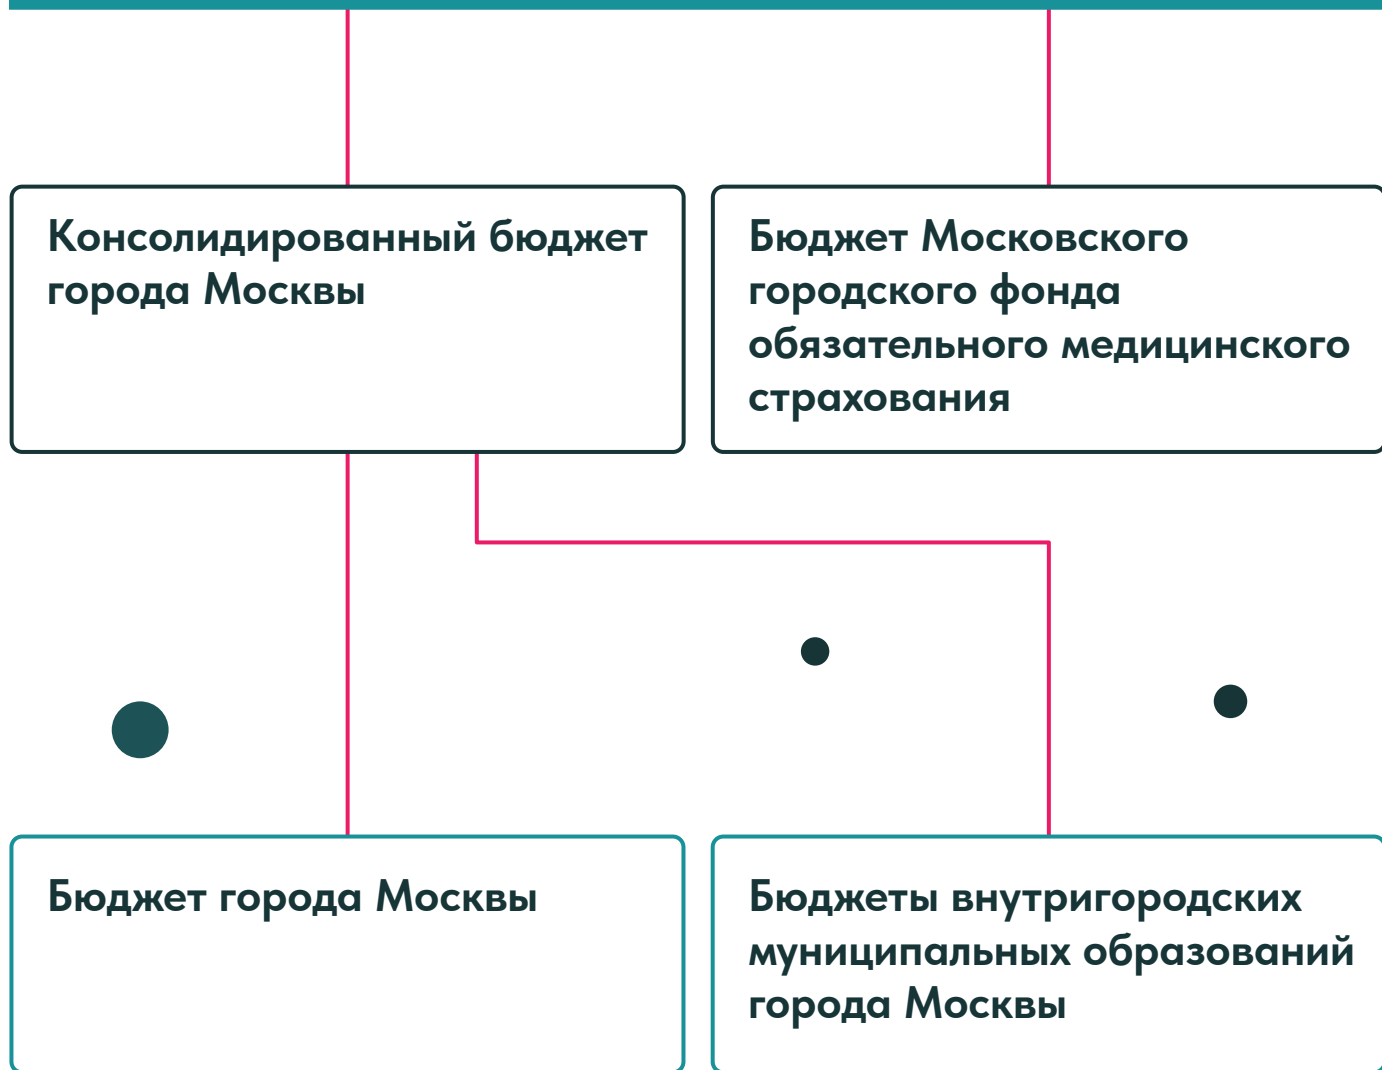 Консолидированный бюджет
города Москвы
Бюджет Московского
городского фонда
обязательного медицинского
страхования
Бюджет города Москвы
Бюджеты внутригородских
муниципальных образований
города Москвы